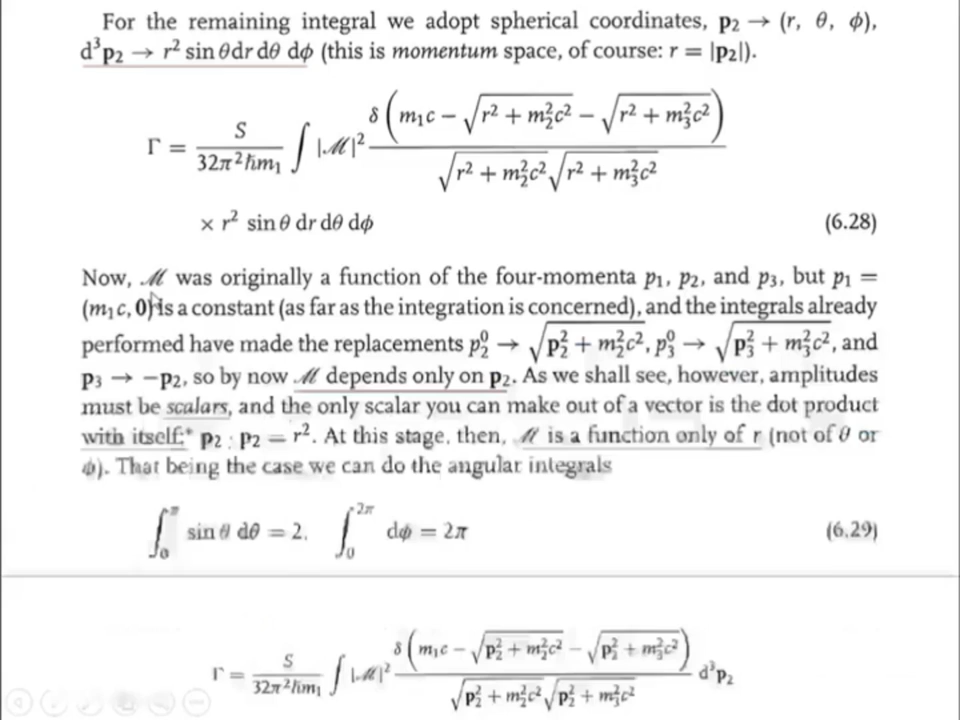 For the remaining integral we adopt spherical coordinates, p₂ → (r, θ, ϕ),
d³p₂ → r² sin θ dr dθ dϕ (this is momentum space, of course: r = |p₂|).
Γ = S/(32π²ℏm₁) ∫ |ℳ|² δ(m₁c − √(r² + m₂²c²) − √(r² + m₃²c²)) / (√(r² + m₂²c²) √(r² + m₃²c²))
× r² sin θ dr dθ dϕ (6.28)
Now, ℳ was originally a function of the four-momenta p₁, p₂, and p₃, but p₁ =
(m₁c, 0) is a constant (as far as the integration is concerned), and the integrals already
performed have made the replacements p₂⁰ → √(p₂² + m₂²c²), p₃⁰ → √(p₃² + m₃²c²), and
p₃ → −p₂, so by now ℳ depends only on p₂. As we shall see, however, amplitudes
must be scalars, and the only scalar you can make out of a vector is the dot product
with itself:* p₂ · p₂ = r². At this stage, then, ℳ is a function only of r (not of θ or
ϕ). That being the case we can do the angular integrals
∫₀^π sin θ dθ = 2, ∫₀^2π dϕ = 2π (6.29)
Γ = S/(32π²ℏm₁) ∫ |ℳ|² δ(m₁c − √(p₂² + m₂²c²) − √(p₂² + m₃²c²)) / (√(p₂² + m₂²c²) √(p₂² + m₃²c²)) d³p₂